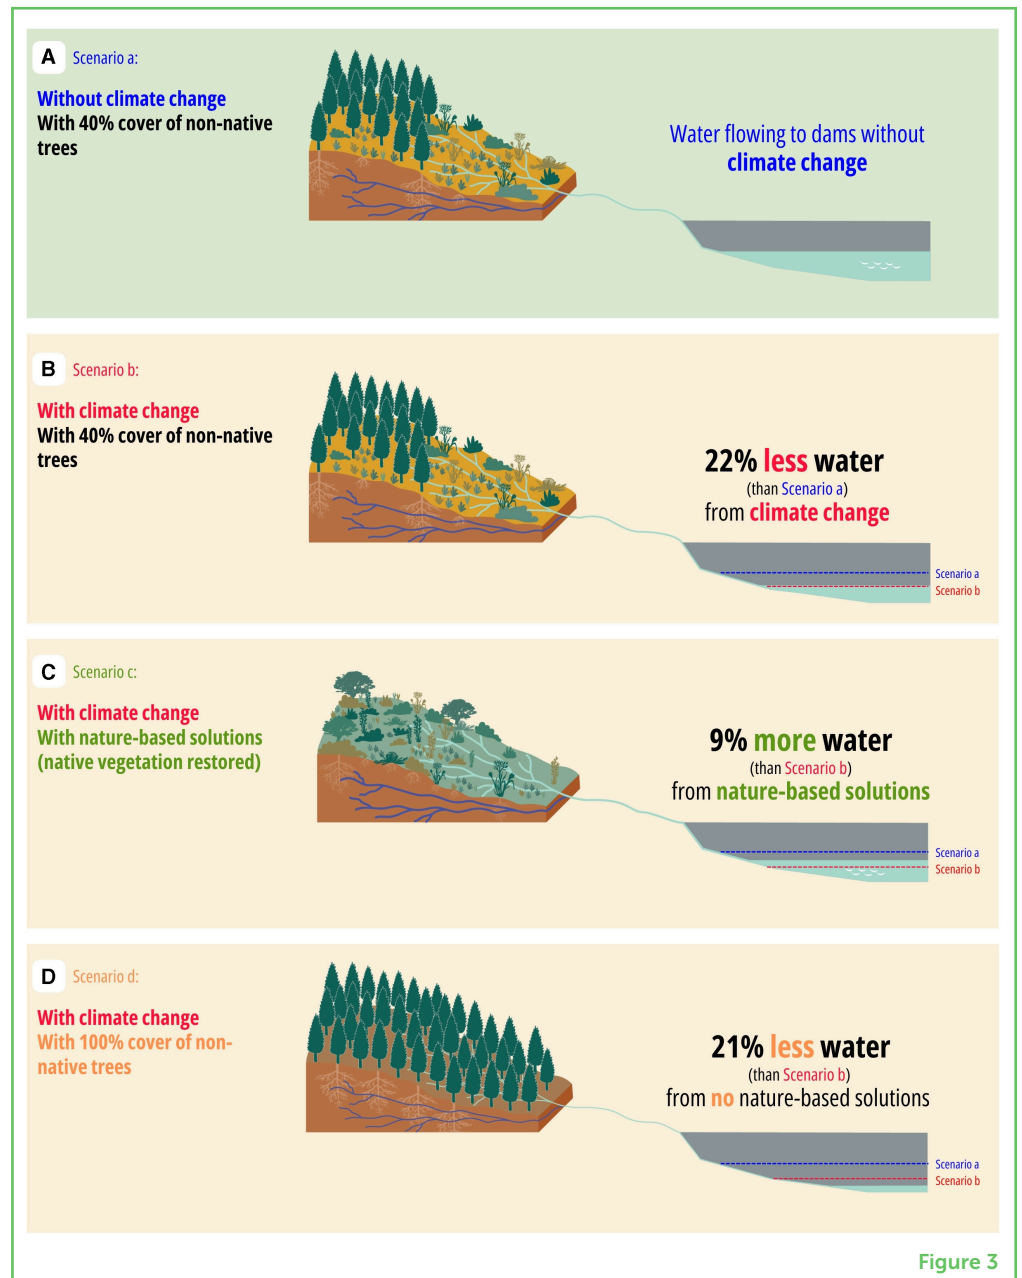 A Scenario a:
Without climate change
With 40% cover of non-native
trees
Water flowing to dams without
climate change
B Scenario b:
With climate change
With 40% cover of non-native
trees
22% less water
(than Scenario a)
from climate change
Scenario a
Scenario b
C Scenario c:
With climate change
With nature-based solutions
(native vegetation restored)
9% more water
(than Scenario b)
from nature-based solutions
Scenario a
Scenario b
D Scenario d:
With climate change
With 100% cover of non-
native trees
21% less water
(than Scenario b)
from no nature-based solutions
Scenario a
Scenario b
Figure 3